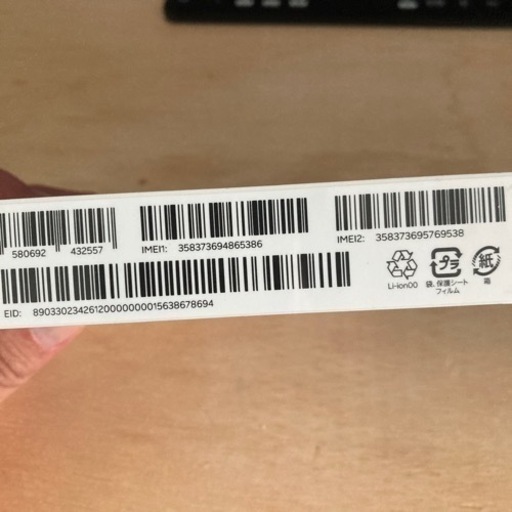 580692 432557
IMEI1: 358373694865386
IMEI2: 358373695769538
EID: 89033023426120000000015638678694
Li-ion00
プラ
袋, 保護シート
フィルム
紙
箱